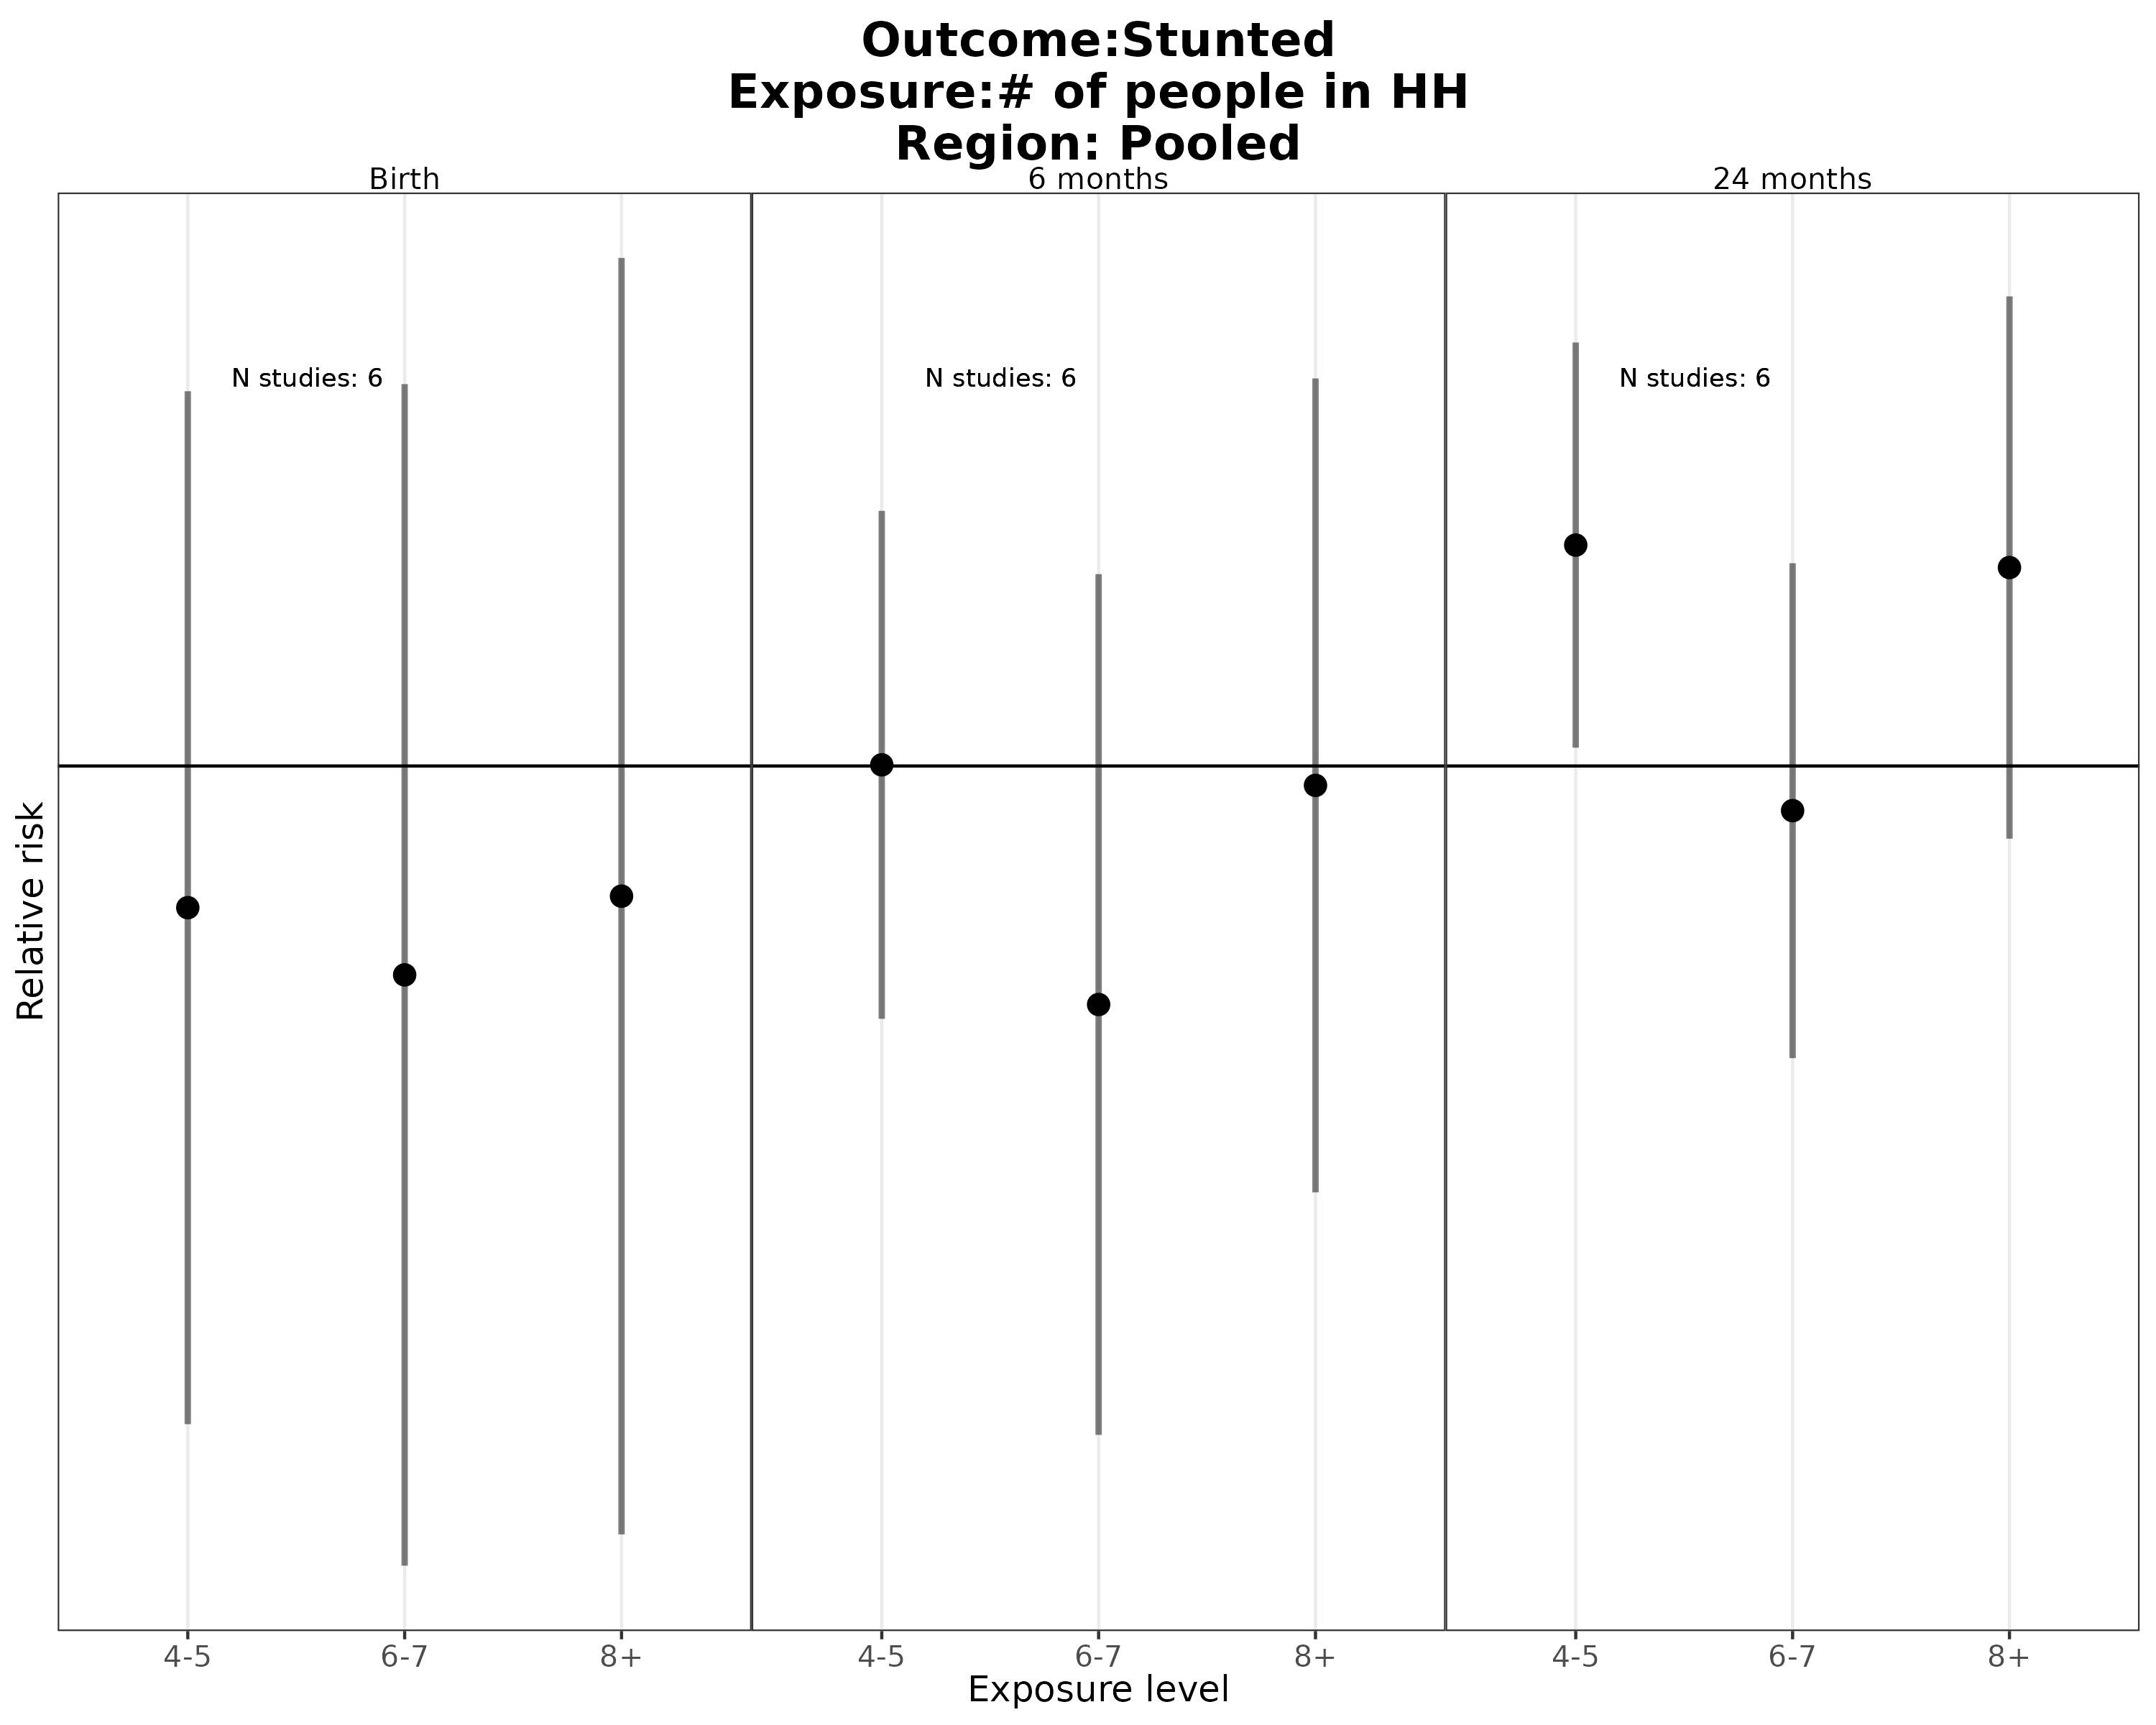 Outcome:Stunted
Exposure:# of people in HH
Region: Pooled
Birth
6 months
24 months
N studies: 6
N studies: 6
N studies: 6
Relative risk
4-5
6-7
8+
4-5
6-7
8+
4-5
6-7
8+
Exposure level